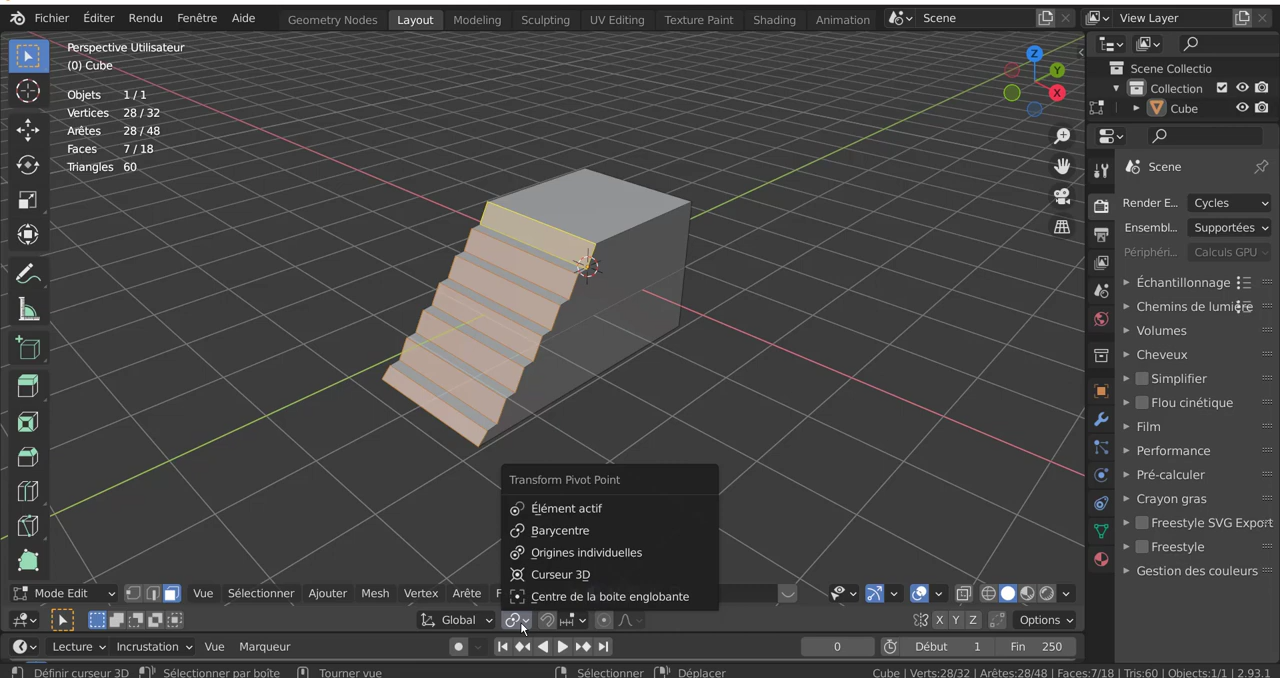 Fichier Éditer Rendu Fenêtre Aide Geometry Nodes Layout Modeling Sculpting UV Editing Texture Paint Shading Animation Scene View Layer
Perspective Utilisateur
(0) Cube
Objets 1 / 1
Vertices 28 / 32
Arêtes 28 / 48
Faces 7 / 18
Triangles 60
Z
Y
X
Scene Collectio
Collection
Cube
Scene
Render E... Cycles
Ensembl... Supportées
Périphéri... Calculs GPU
Échantillonnage
Chemins de lumière
Volumes
Cheveux
Simplifier
Flou cinétique
Film
Performance
Pré-calculer
Crayon gras
Freestyle SVG Export
Freestyle
Gestion des couleurs
Transform Pivot Point
Élément actif
Barycentre
Origines individuelles
Curseur 3D
Centre de la boite englobante
Mode Edit Vue Sélectionner Ajouter Mesh Vertex Arête F
Global X Y Z Options
Lecture Incrustation Vue Marqueur 0 Début 1 Fin 250
Définir curseur 3D Sélectionner par boîte Tourner vue Sélectionner Déplacer Cube | Verts:28/32 | Arêtes:28/48 | Faces:7/18 | Tris:60 | Objects:1/1 | 2.93.1